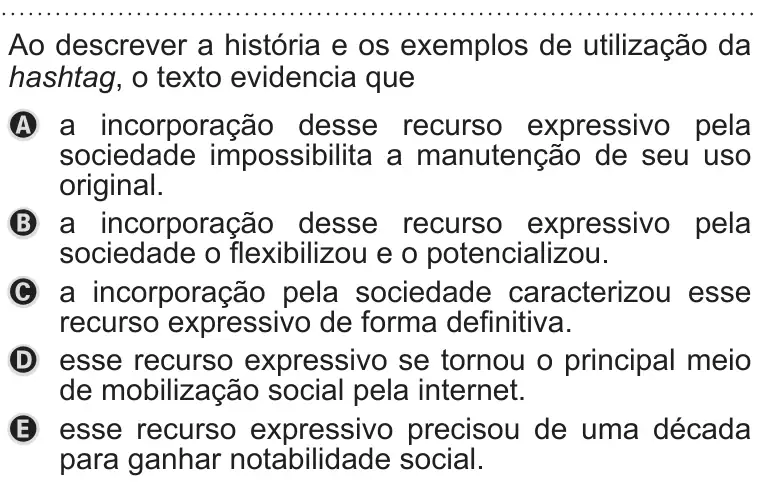 Ao descrever a história e os exemplos de utilização da
hashtag, o texto evidencia que
A a incorporação desse recurso expressivo pela
sociedade impossibilita a manutenção de seu uso
original.
B a incorporação desse recurso expressivo pela
sociedade o flexibilizou e o potencializou.
C a incorporação pela sociedade caracterizou esse
recurso expressivo de forma definitiva.
D esse recurso expressivo se tornou o principal meio
de mobilização social pela internet.
E esse recurso expressivo precisou de uma década
para ganhar notabilidade social.